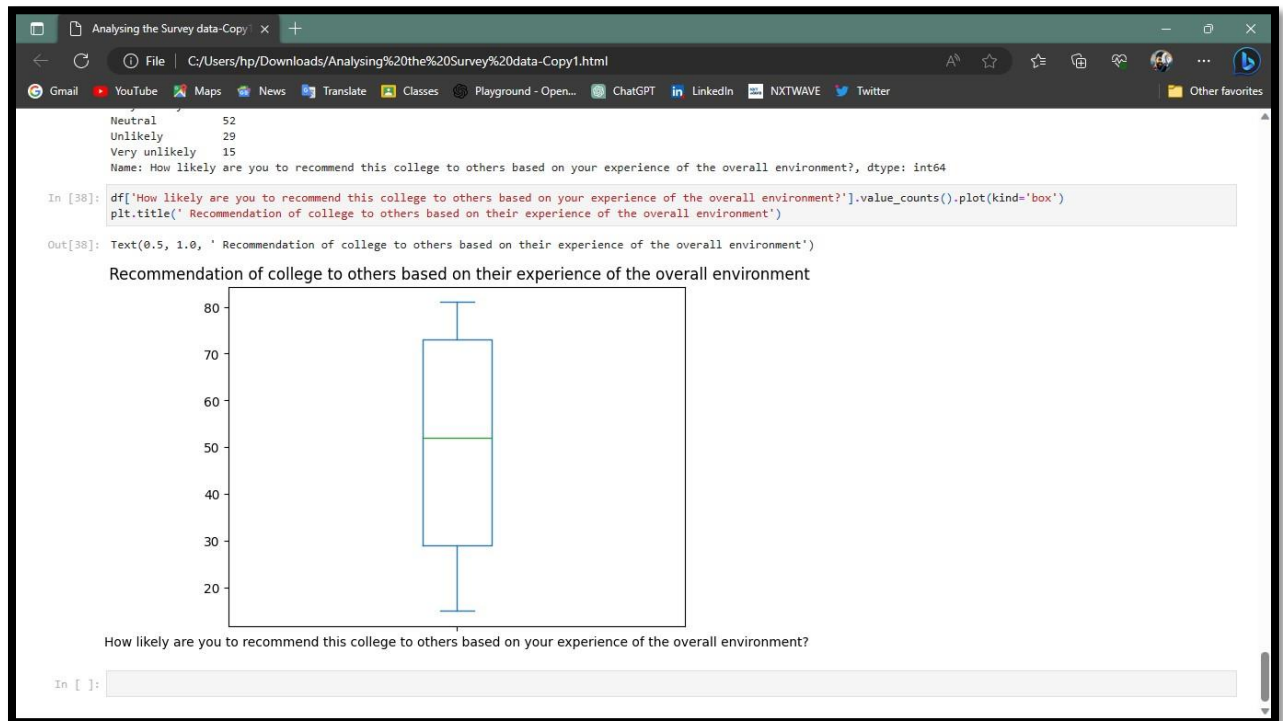 Analysing the Survey data-Copy1
File C:/Users/hp/Downloads/Analysing%20the%20Survey%20data-Copy1.html
Gmail YouTube Maps News Translate Classes Playground - Open... ChatGPT LinkedIn NXTWAVE Twitter Other favorites
Neutral 52
Unlikely 29
Very unlikely 15
Name: How likely are you to recommend this college to others based on your experience of the overall environment?, dtype: int64
In [38]: df['How likely are you to recommend this college to others based on your experience of the overall environment?'].value_counts().plot(kind='box')
plt.title(' Recommendation of college to others based on their experience of the overall environment')
Out[38]: Text(0.5, 1.0, ' Recommendation of college to others based on their experience of the overall environment')
Recommendation of college to others based on their experience of the overall environment
80
70
60
50
40
30
20
How likely are you to recommend this college to others based on your experience of the overall environment?
In [ ]: